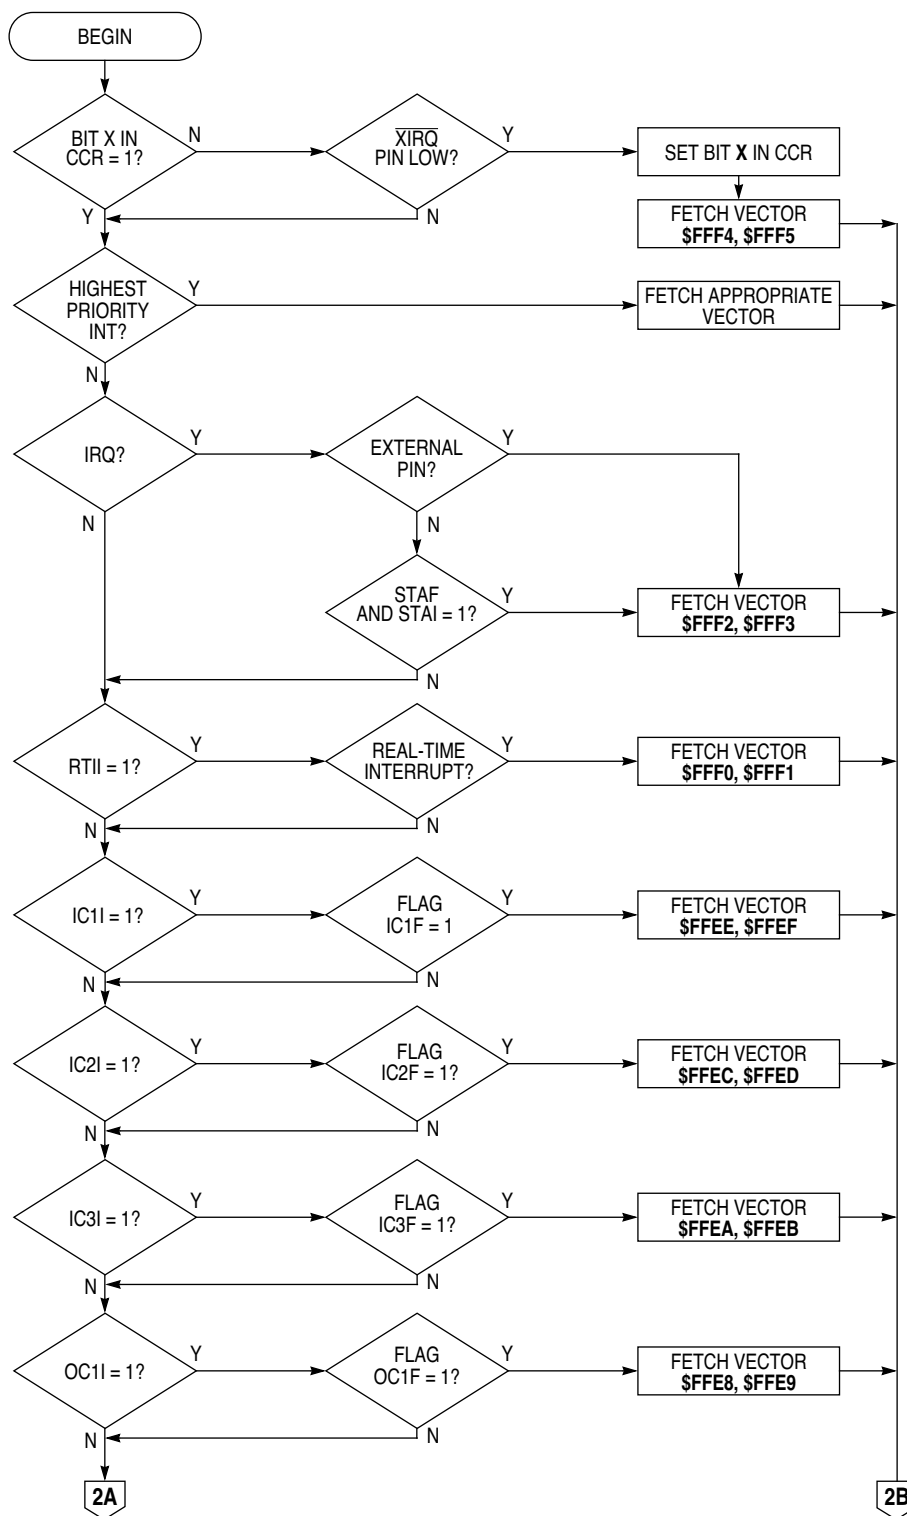 BEGIN
BIT X IN
CCR = 1?
N
XIRQ
PIN LOW?
Y
SET BIT X IN CCR
Y
N
FETCH VECTOR
$FFF4, $FFF5
HIGHEST
PRIORITY
INT?
Y
FETCH APPROPRIATE
VECTOR
N
IRQ?
Y
EXTERNAL
PIN?
Y
N
N
STAF
AND STAI = 1?
Y
FETCH VECTOR
$FFF2, $FFF3
N
RTII = 1?
Y
REAL-TIME
INTERRUPT?
Y
FETCH VECTOR
$FFF0, $FFF1
N
N
IC1I = 1?
Y
FLAG
IC1F = 1
Y
FETCH VECTOR
$FFEE, $FFEF
N
N
IC2I = 1?
Y
FLAG
IC2F = 1?
Y
FETCH VECTOR
$FFEC, $FFED
N
N
IC3I = 1?
Y
FLAG
IC3F = 1?
Y
FETCH VECTOR
$FFEA, $FFEB
N
N
OC1I = 1?
Y
FLAG
OC1F = 1?
Y
FETCH VECTOR
$FFE8, $FFE9
N
N
2A
2B